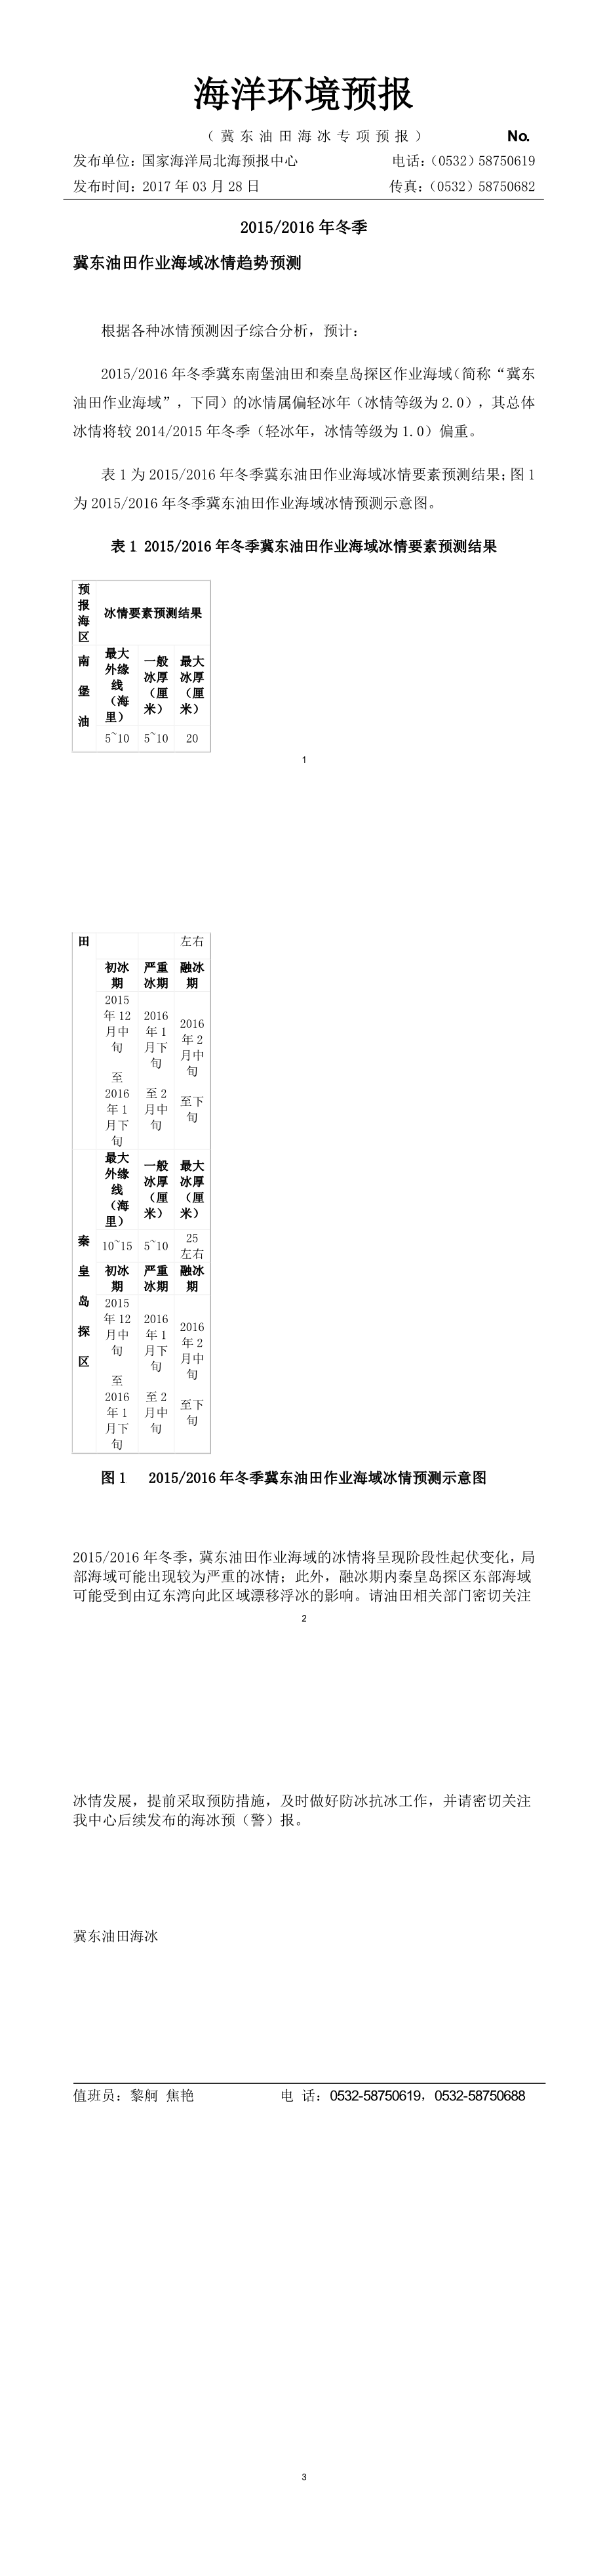 海洋环境预报
（冀东油田海冰专项预报） No.
发布单位：国家海洋局北海预报中心 电话：（0532）58750619
发布时间：2017 年 03 月 28 日 传真：（0532）58750682
2015/2016 年冬季
冀东油田作业海域冰情趋势预测
根据各种冰情预测因子综合分析，预计：
2015/2016 年冬季冀东南堡油田和秦皇岛探区作业海域（简称“冀东
油田作业海域”，下同）的冰情属偏轻冰年（冰情等级为 2.0），其总体
冰情将较 2014/2015 年冬季（轻冰年，冰情等级为 1.0）偏重。
表 1 为 2015/2016 年冬季冀东油田作业海域冰情要素预测结果；图 1
为 2015/2016 年冬季冀东油田作业海域冰情预测示意图。
表 1 2015/2016 年冬季冀东油田作业海域冰情要素预测结果
预
报
海
区
冰情要素预测结果
南
堡
油
最大
外缘
线
（海
里）
一般
冰厚
（厘
米）
最大
冰厚
（厘
米）
5~10 5~10 20
1
田 左右
初冰
期
严重
冰期
融冰
期
2015
年 12
月中
旬
至
2016
年 1
月下
旬
2016
年 1
月下
旬
至 2
月中
旬
2016
年 2
月中
旬
至下
旬
秦
皇
岛
探
区
最大
外缘
线
（海
里）
一般
冰厚
（厘
米）
最大
冰厚
（厘
米）
10~15 5~10 25
左右
初冰
期
严重
冰期
融冰
期
2015
年 12
月中
旬
至
2016
年 1
月下
旬
2016
年 1
月下
旬
至 2
月中
旬
2016
年 2
月中
旬
至下
旬
图 1 2015/2016 年冬季冀东油田作业海域冰情预测示意图
2015/2016 年冬季，冀东油田作业海域的冰情将呈现阶段性起伏变化，局
部海域可能出现较为严重的冰情；此外，融冰期内秦皇岛探区东部海域
可能受到由辽东湾向此区域漂移浮冰的影响。请油田相关部门密切关注
2
冰情发展，提前采取预防措施，及时做好防冰抗冰工作，并请密切关注
我中心后续发布的海冰预（警）报。
冀东油田海冰
值班员：黎舸 焦艳 电 话：0532-58750619，0532-58750688
3